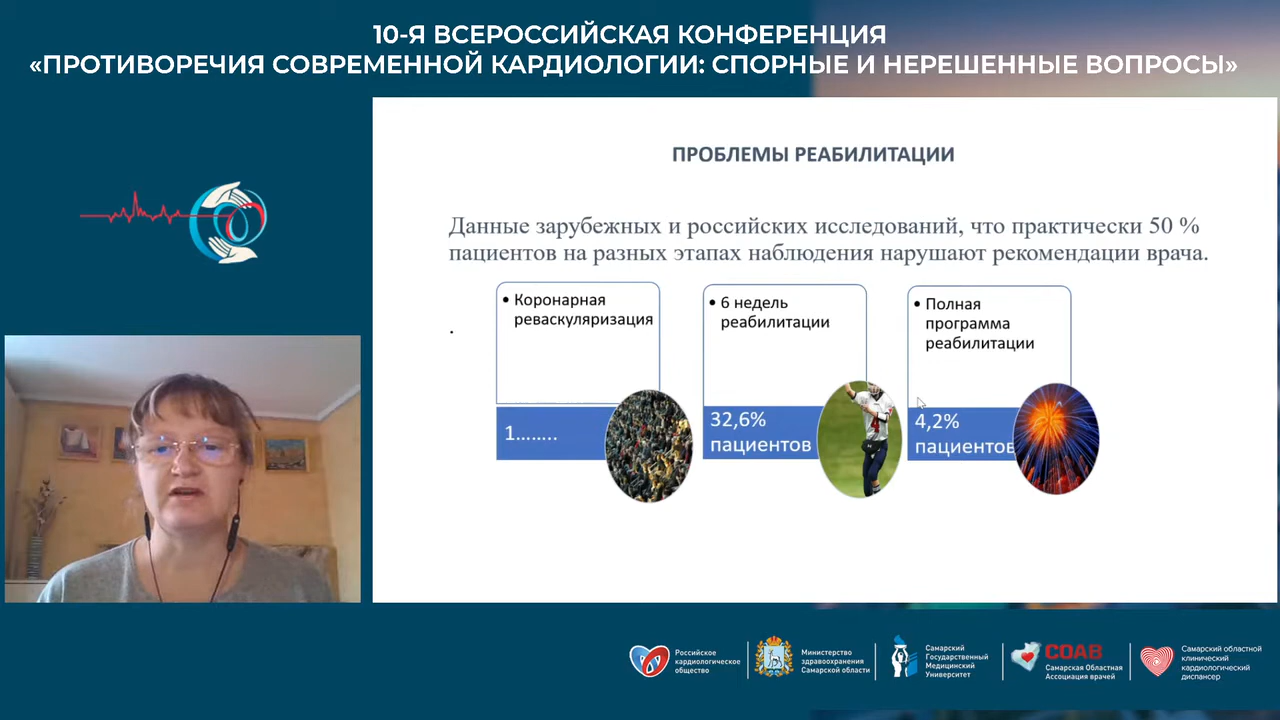 10-Я ВСЕРОССИЙСКАЯ КОНФЕРЕНЦИЯ
«ПРОТИВОРЕЧИЯ СОВРЕМЕННОЙ КАРДИОЛОГИИ: СПОРНЫЕ И НЕРЕШЕННЫЕ ВОПРОСЫ»
ПРОБЛЕМЫ РЕАБИЛИТАЦИИ
Данные зарубежных и российских исследований, что практически 50 %
пациентов на разных этапах наблюдения нарушают рекомендации врача.
.
• Коронарная
реваскуляризация
1........
• 6 недель
реабилитации
32,6%
пациентов
• Полная
программа
реабилитации
4,2%
пациентов
Российское
кардиологическое
общество
Министерство
здравоохранения
Самарской области
Самарский
Государственный
Медицинский
Университет
СОАВ
Самарская Областная
Ассоциация врачей
Самарский областной
клинический
кардиологический
диспансер